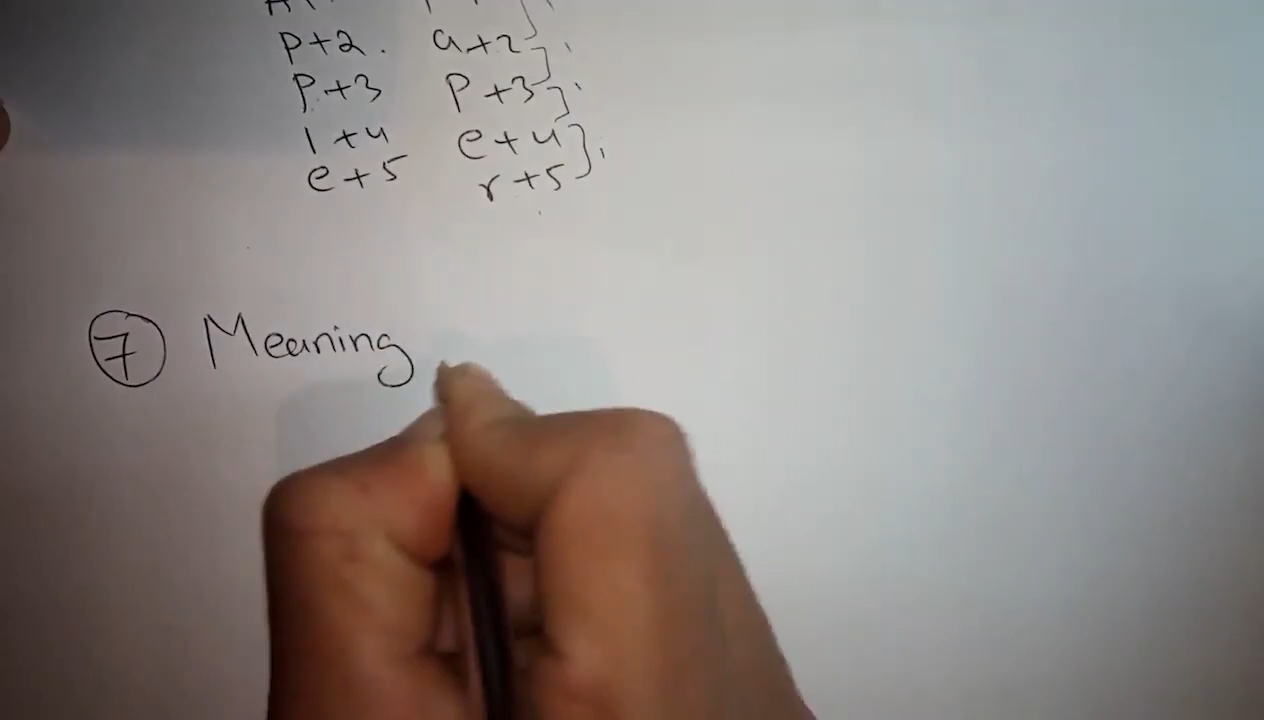 p+2. a+2],
P+3 P+3],
l+4 e+4],
e+5 r+5
7 Meaning